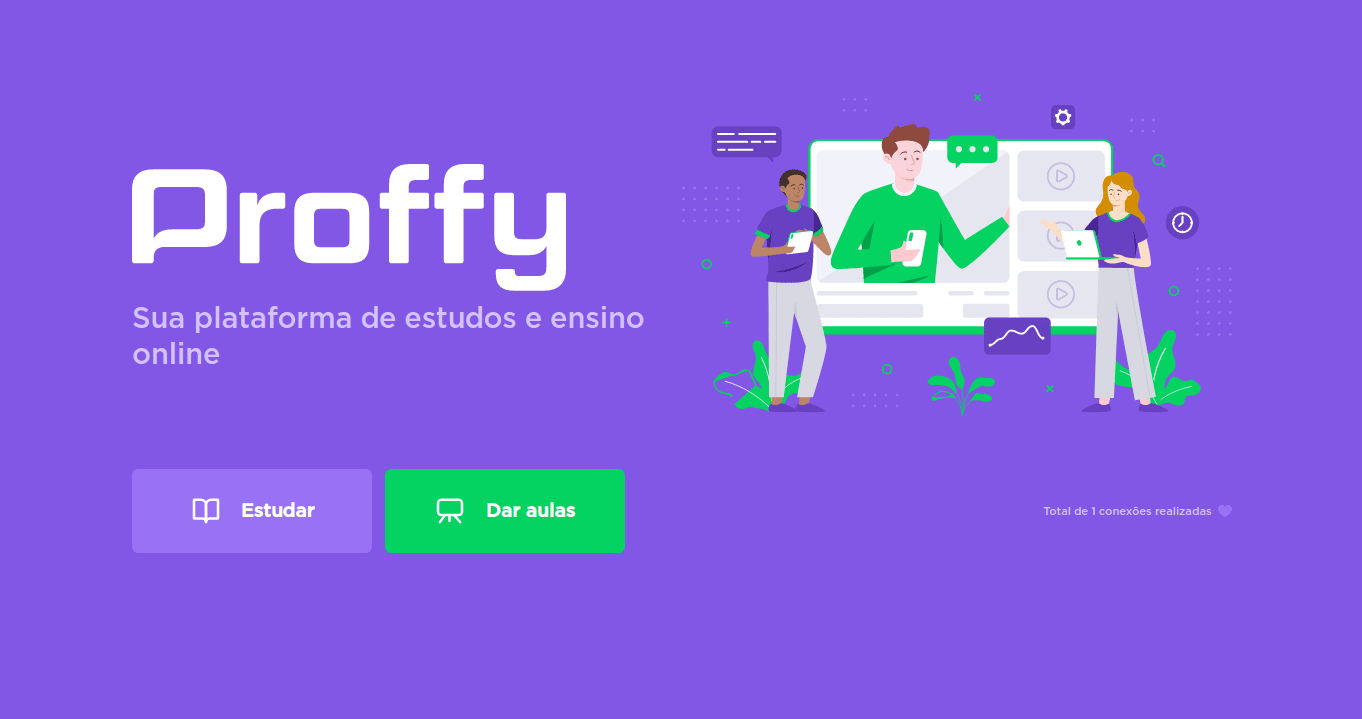 Proffy
Sua plataforma de estudos e ensino
online
Estudar
Dar aulas
Total de 1 conexões realizadas